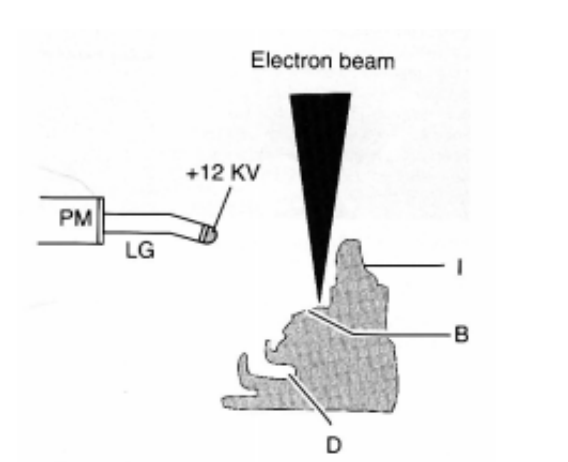 Electron beam
+12 KV
PM
LG
I
B
D